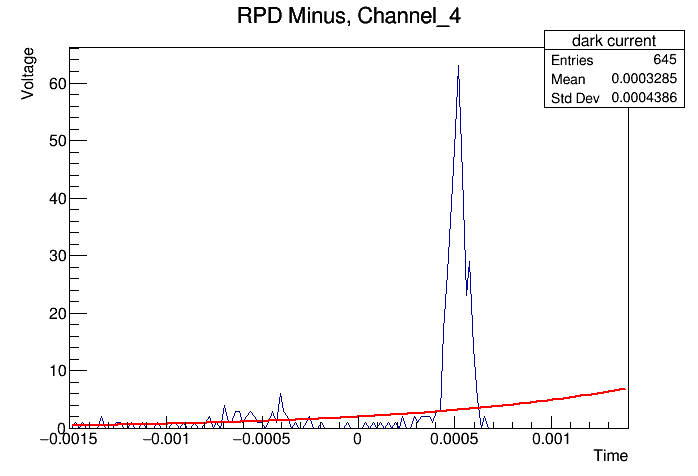 RPD Minus, Channel_4
dark current
Entries 645
Mean 0.0003285
Std Dev 0.0004386
Voltage
60
50
40
30
20
10
0
−0.0015 −0.001 −0.0005 0 0.0005 0.001
Time